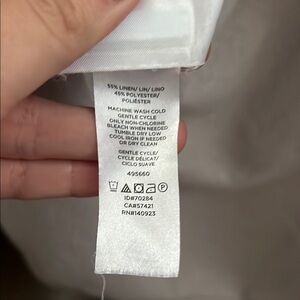 55% LINEN/ LIN/ LINO
45% POLYESTER/
POLIÉSTER
MACHINE WASH COLD
GENTLE CYCLE
ONLY NON-CHLORINE
BLEACH WHEN NEEDED
TUMBLE DRY LOW
COOL IRON IF NEEDED
OR DRY CLEAN
GENTLE CYCLE/
CYCLE DÉLICAT/
CICLO SUAVE
495660
ID#70284
CA#57421
RN#140923